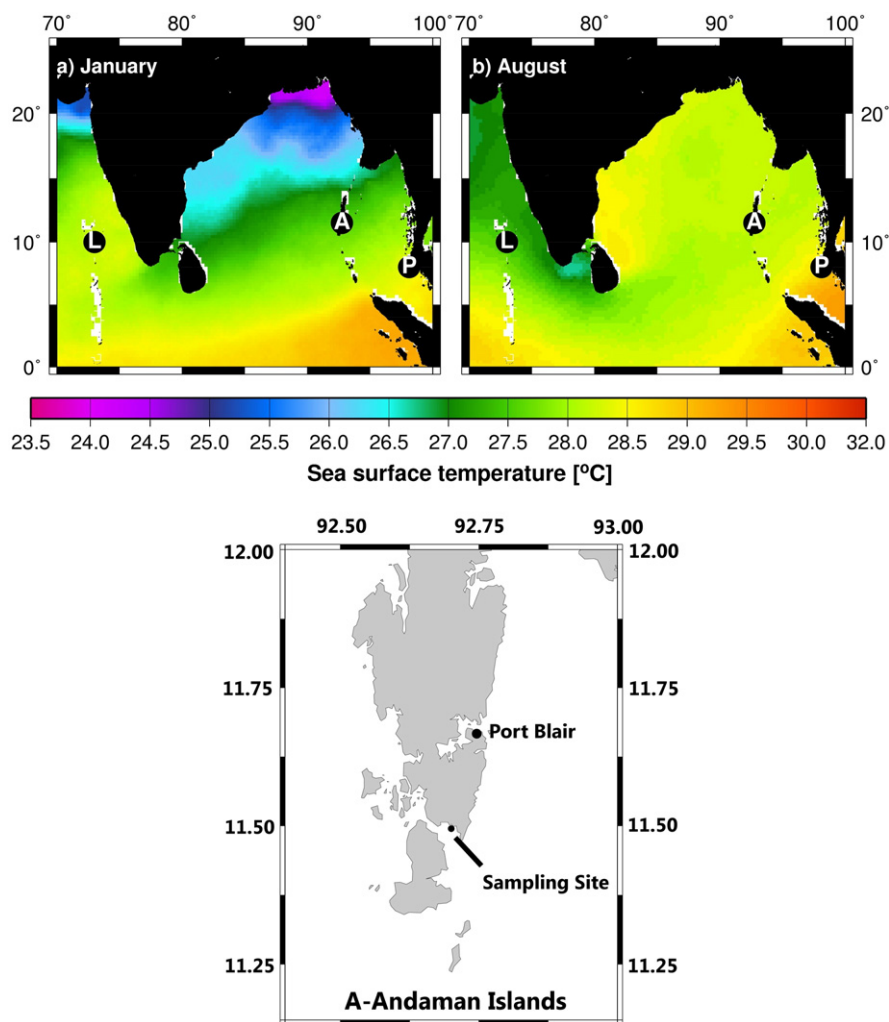 70° 80° 90° 100° 70° 80° 90° 100°
a) January
b) August
20° 20°
L A P
L A P
10° 10°
0° 0°
23.5 24.0 24.5 25.0 25.5 26.0 26.5 27.0 27.5 28.0 28.5 29.0 29.5 30.0 32.0
Sea surface temperature [°C]
92.50 92.75 93.00
12.00 12.00
11.75 11.75
Port Blair
11.50 11.50
Sampling Site
11.25 11.25
A-Andaman Islands